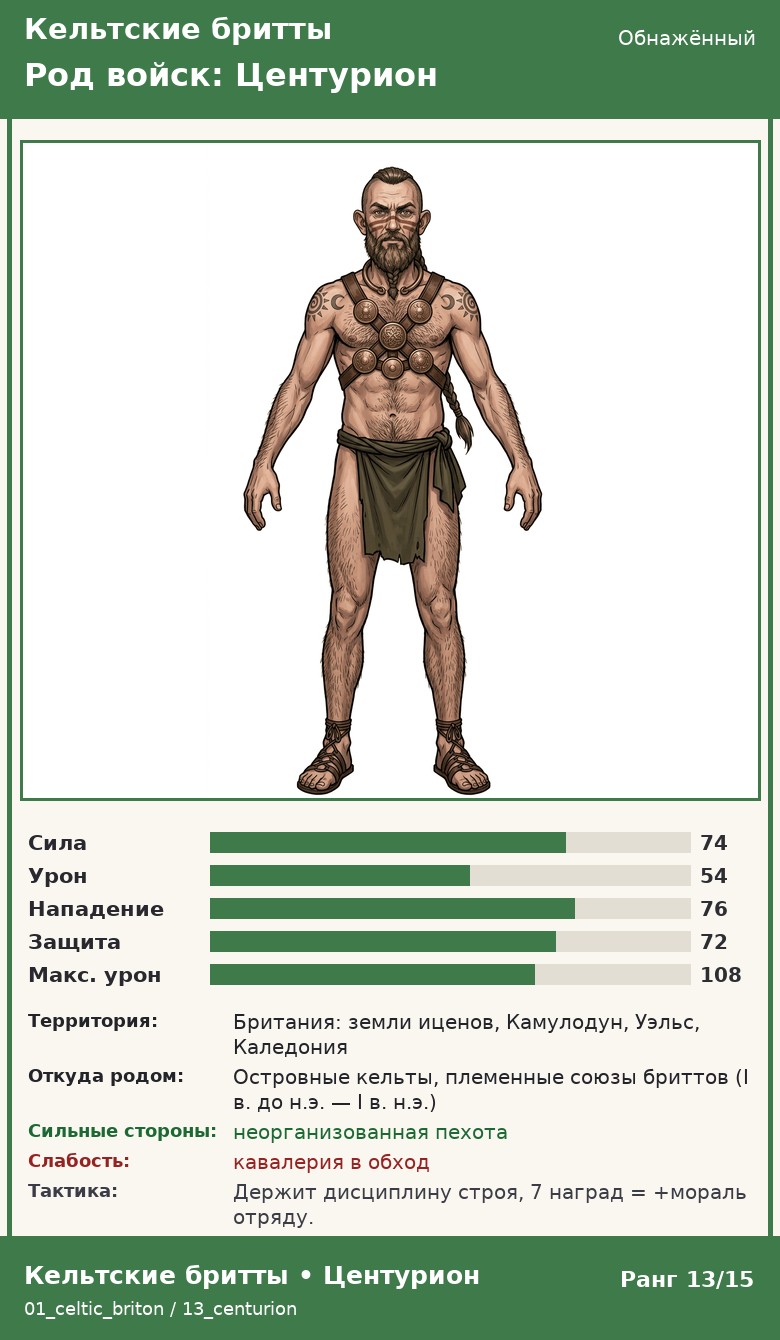 Кельтские бритты
Обнажённый
Род войск: Центурион
Сила 74
Урон 54
Нападение 76
Защита 72
Макс. урон 108
Территория: Британия: земли иценов, Камулодун, Уэльс,
Каледония
Откуда родом: Островные кельты, племенные союзы бриттов (I
в. до н.э. — I в. н.э.)
Сильные стороны: неорганизованная пехота
Слабость: кавалерия в обход
Тактика: Держит дисциплину строя, 7 наград = +мораль
отряду.
Кельтские бритты • Центурион
Ранг 13/15
01_celtic_briton / 13_centurion